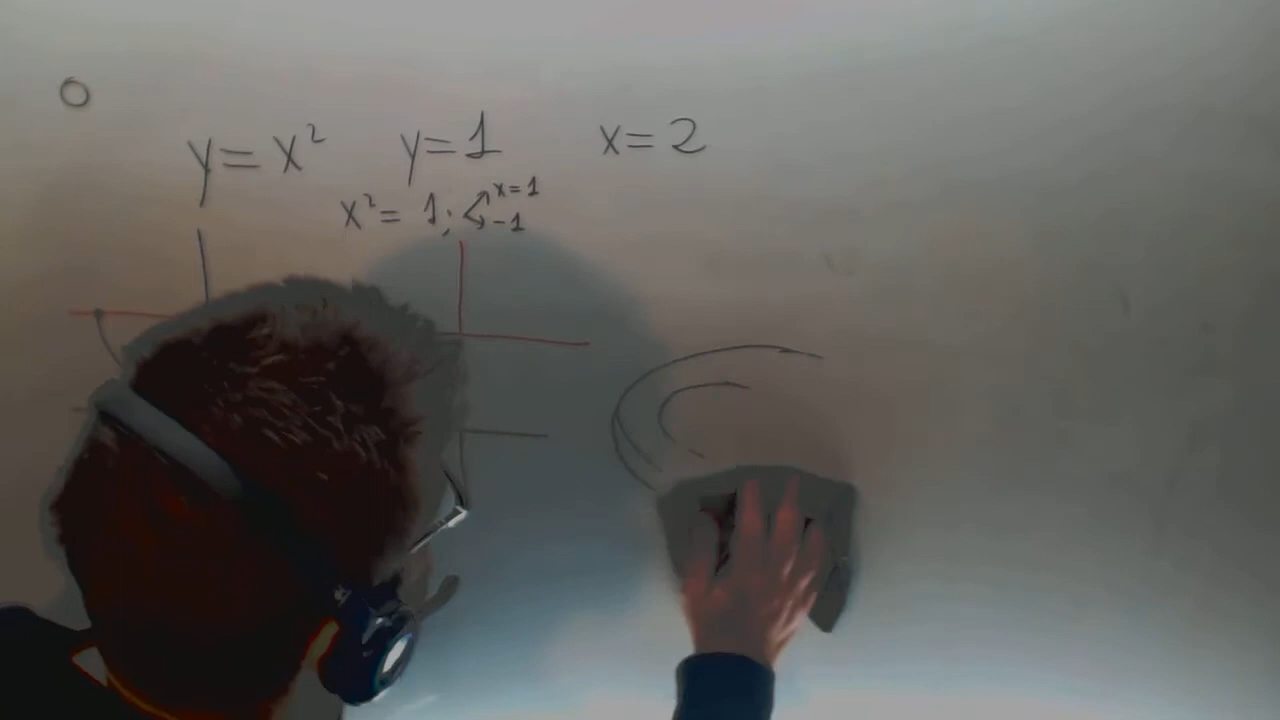 y = x² y = 1 x = 2
x² = 1; x = 1
-1